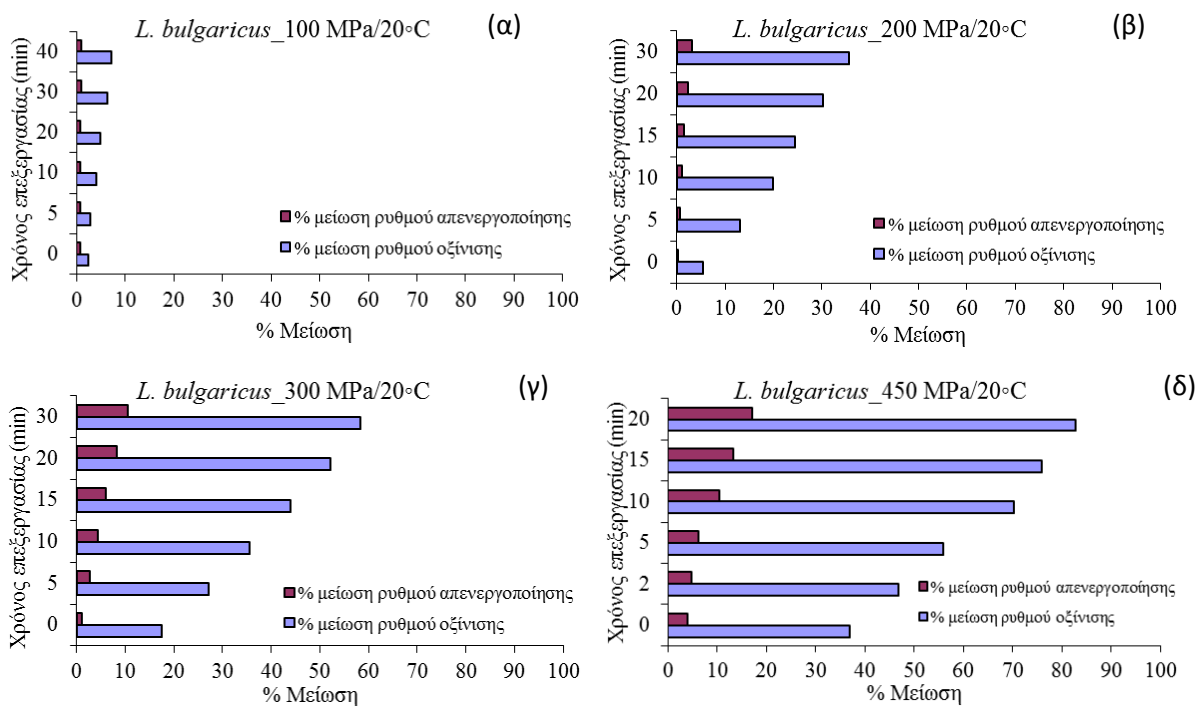 L. bulgaricus_100 MPa/20◦C
(α)
Χρόνος επεξεργασίας (min)
40
30
20
10
5
0
% μείωση ρυθμού απενεργοποίησης
% μείωση ρυθμού οξίνισης
0 10 20 30 40 50 60 70 80 90 100
% Μείωση
L. bulgaricus_200 MPa/20◦C
(β)
Χρόνος επεξεργασίας (min)
30
20
15
10
5
0
% μείωση ρυθμού απενεργοποίησης
% μείωση ρυθμού οξίνισης
0 10 20 30 40 50 60 70 80 90 100
% Μείωση
L. bulgaricus_300 MPa/20◦C
(γ)
Χρόνος επεξεργασίας (min)
30
20
15
10
5
0
% μείωση ρυθμού απενεργοποίησης
% μείωση ρυθμού οξίνισης
0 10 20 30 40 50 60 70 80 90 100
% Μείωση
L. bulgaricus_450 MPa/20◦C
(δ)
Χρόνος επεξεργασίας (min)
20
15
10
5
2
0
% μείωση ρυθμού απενεργοποίησης
% μείωση ρυθμού οξίνισης
0 10 20 30 40 50 60 70 80 90 100
% Μείωση